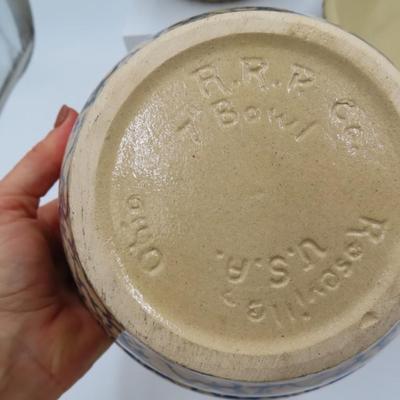 R.R.P. Co.
7" Bowl
Roseville
Ohio
U.S.A.